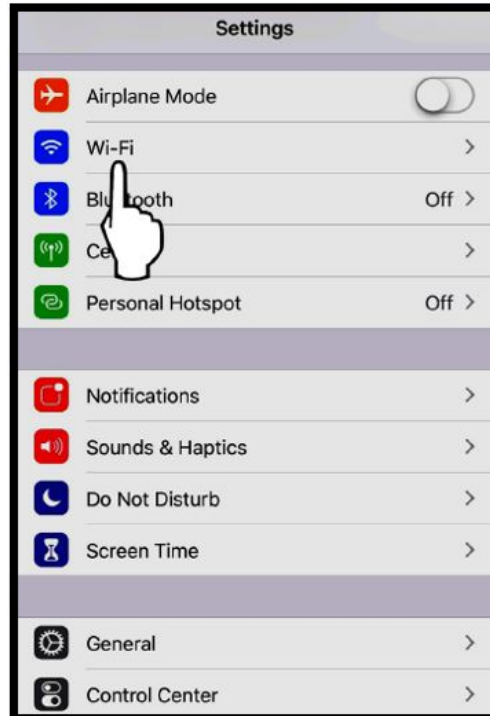 Settings
Airplane Mode
Wi-Fi
Off
Personal Hotspot Off
Notifications
Sounds & Haptics
Do Not Disturb
Screen Time
General
Control Center